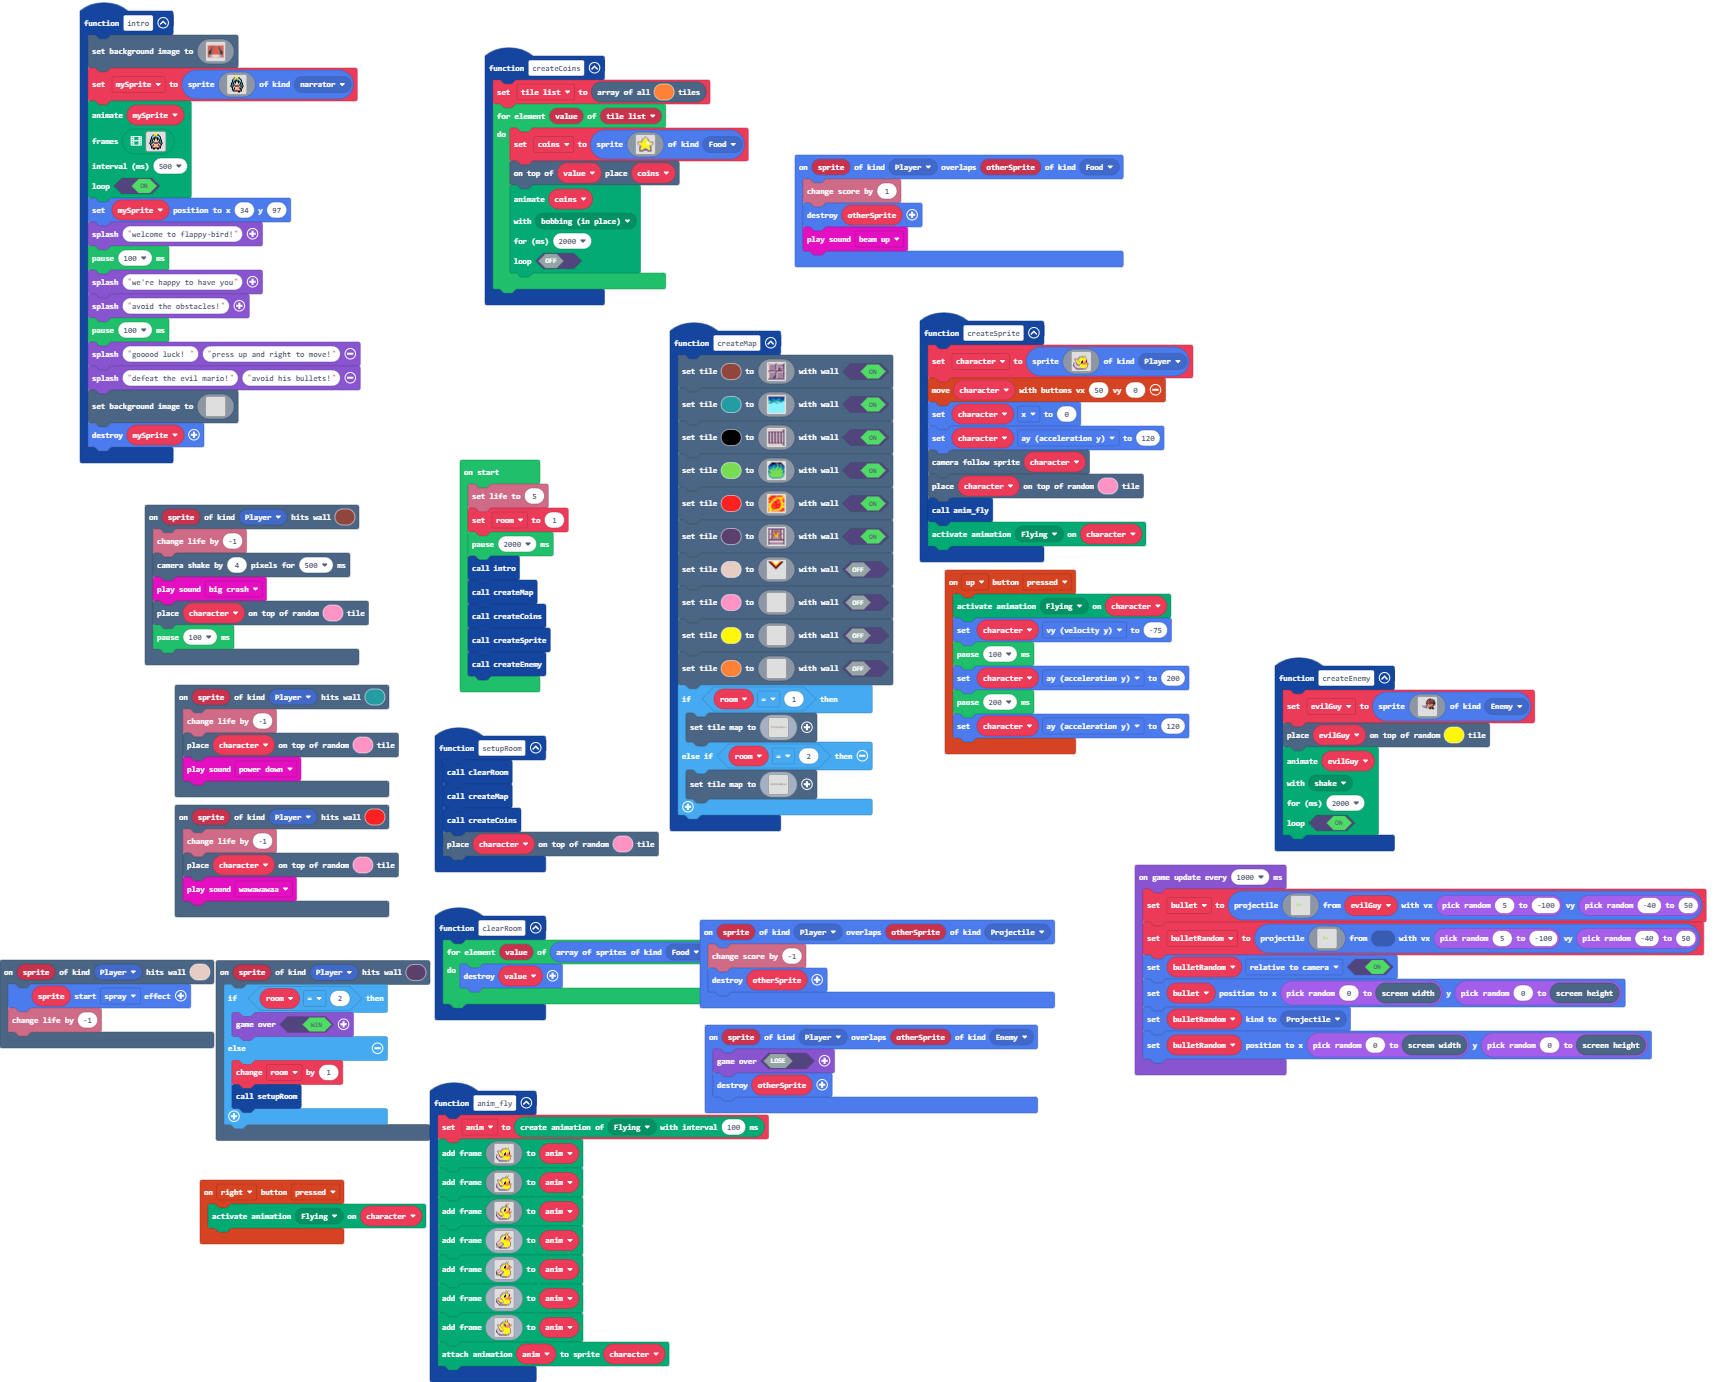 function intro
set background image to
set mySprite to sprite of kind narrator
animate mySprite
frames
interval (ms) 500
loop ON
set mySprite position to x 34 y 97
splash "welcome to flappy-bird!"
pause 100 ms
splash "we're happy to have you"
splash "avoid the obstacles!"
pause 100 ms
splash "gooood luck! " "press up and right to move!"
splash "defeat the evil mario!" "avoid his bullets!"
set background image to
destroy mySprite
function createCoins
set tile list to array of all tiles
for element value of tile list
do
set coins to sprite of kind Food
on top of value place coins
animate coins
with bobbing (in place)
for (ms) 2000
loop OFF
on sprite of kind Player overlaps otherSprite of kind Food
change score by 1
destroy otherSprite
play sound beam up
function createMap
set tile to with wall ON
set tile to with wall ON
set tile to with wall ON
set tile to with wall ON
set tile to with wall ON
set tile to with wall ON
set tile to with wall OFF
set tile to with wall OFF
set tile to with wall OFF
set tile to with wall OFF
if room = 1 then
set tile map to
else if room = 2 then
set tile map to
function createSprite
set character to sprite of kind Player
move character with buttons vx 50 vy 0
set character x to 0
set character ay (acceleration y) to 120
camera follow sprite character
place character on top of random tile
call anim_fly
activate animation Flying on character
on start
set life to 5
set room to 1
pause 2000 ms
call intro
call createMap
call createCoins
call createSprite
call createEnemy
on sprite of kind Player hits wall
change life by -1
camera shake by 4 pixels for 500 ms
play sound big crash
place character on top of random tile
pause 100 ms
on up button pressed
activate animation Flying on character
set character vy (velocity y) to -75
pause 100 ms
set character ay (acceleration y) to 200
pause 200 ms
set character ay (acceleration y) to 120
function createEnemy
set evilGuy to sprite of kind Enemy
place evilGuy on top of random tile
animate evilGuy
with shake
for (ms) 2000
loop ON
on sprite of kind Player hits wall
change life by -1
place character on top of random tile
play sound power down
function setupRoom
call clearRoom
call createMap
call createCoins
place character on top of random tile
on sprite of kind Player hits wall
change life by -1
place character on top of random tile
play sound wawawawaa
on game update every 1000 ms
set bullet to projectile from evilGuy with vx pick random 5 to -100 vy pick random -40 to 50
set bulletRandom to projectile from with vx pick random 5 to -100 vy pick random -40 to 50
set bulletRandom relative to camera ON
set bullet position to x pick random 0 to screen width y pick random 0 to screen height
set bulletRandom kind to Projectile
set bulletRandom position to x pick random 0 to screen width y pick random 0 to screen height
function clearRoom
for element value of array of sprites of kind Food
do destroy value
on sprite of kind Player overlaps otherSprite of kind Projectile
change score by -1
destroy otherSprite
on sprite of kind Player hits wall
sprite start spray effect
change life by -1
on sprite of kind Player hits wall
if room = 2 then
game over WIN
else
change room by 1
call setupRoom
on sprite of kind Player overlaps otherSprite of kind Enemy
game over LOSE
destroy otherSprite
function anim_fly
set anim to create animation of Flying with interval 100 ms
add frame to anim
add frame to anim
add frame to anim
add frame to anim
add frame to anim
add frame to anim
add frame to anim
attach animation anim to sprite character
on right button pressed
activate animation Flying on character